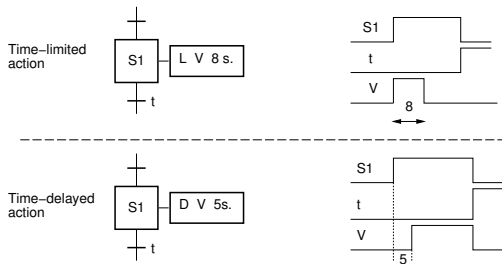 Time–limited
action
S1
L V 8 s.
t
S1
t
V
8
Time–delayed
action
S1
D V 5s.
t
S1
t
V
5